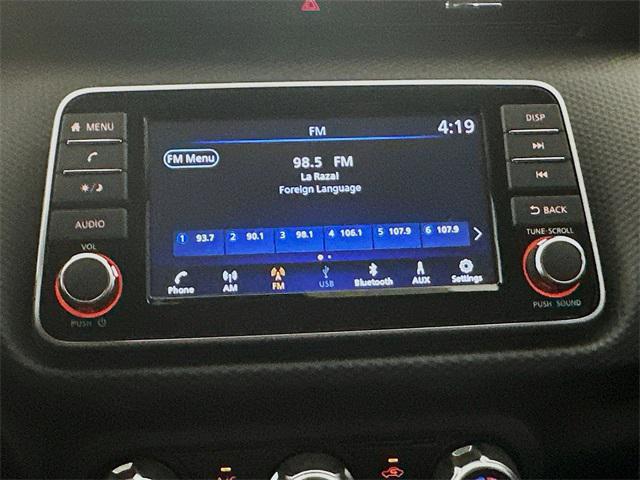 FM
4:19
MENU
DISP
FM Menu
98.5 FM
La Raza!
Foreign Language
AUDIO
BACK
VOL
TUNE·SCROLL
1 93.7 2 90.1 3 98.1 4 106.1 5 107.9 6 107.9
Phone AM FM USB Bluetooth AUX Settings
PUSH
PUSH SOUND
A/C